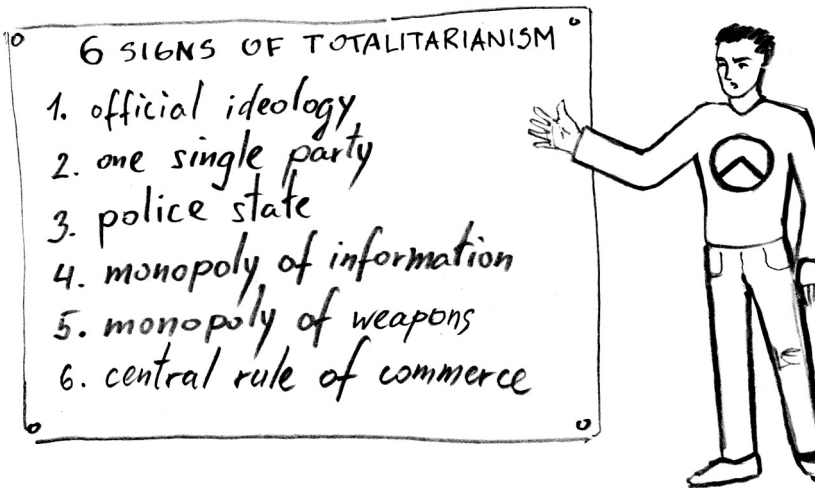 6 SIGNS OF TOTALITARIANISM
1. official ideology
2. one single party
3. police state
4. monopoly of information
5. monopoly of weapons
6. central rule of commerce